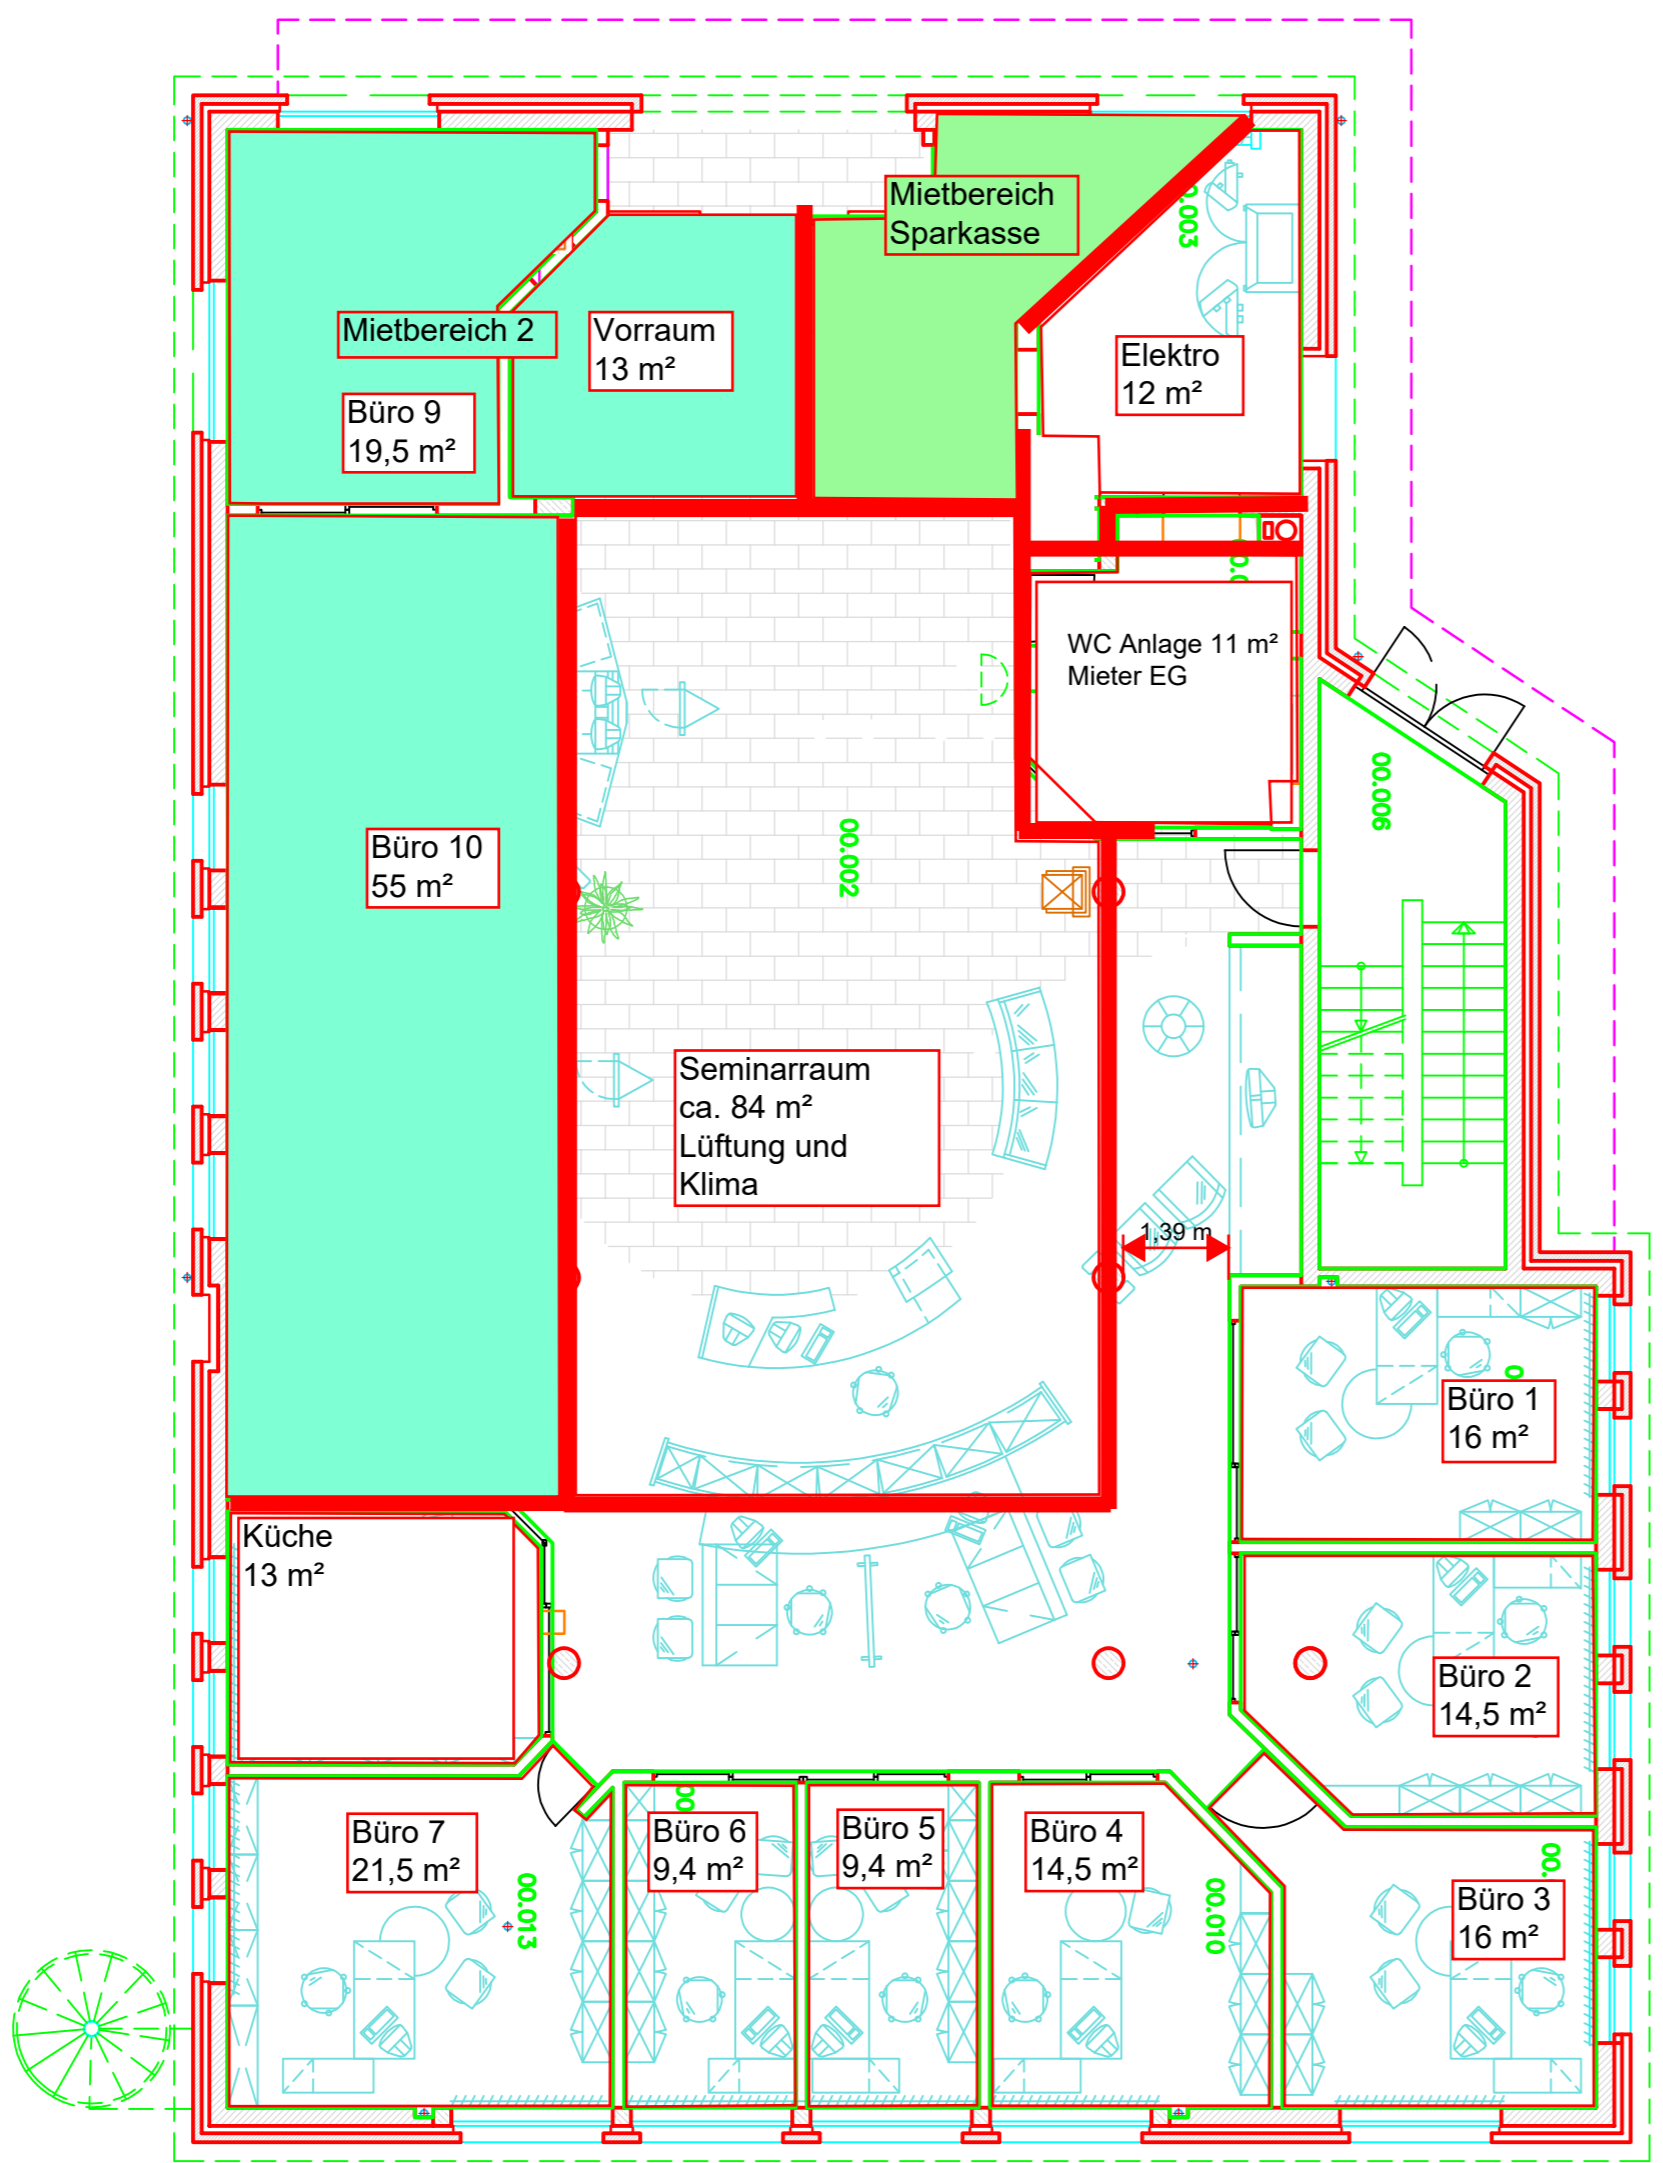 Mietbereich
Sparkasse
.003
Mietbereich 2
Vorraum
13 m²
Elektro
12 m²
Büro 9
19,5 m²
WC Anlage 11 m²
Mieter EG
00.006
00.002
Büro 10
55 m²
Seminarraum
ca. 84 m²
Lüftung und
Klima
1,39 m
Büro 1
16 m²
Küche
13 m²
Büro 2
14,5 m²
Büro 7
21,5 m²
00
Büro 6
9,4 m²
Büro 5
9,4 m²
Büro 4
14,5 m²
00.
Büro 3
16 m²
00.013
00.010